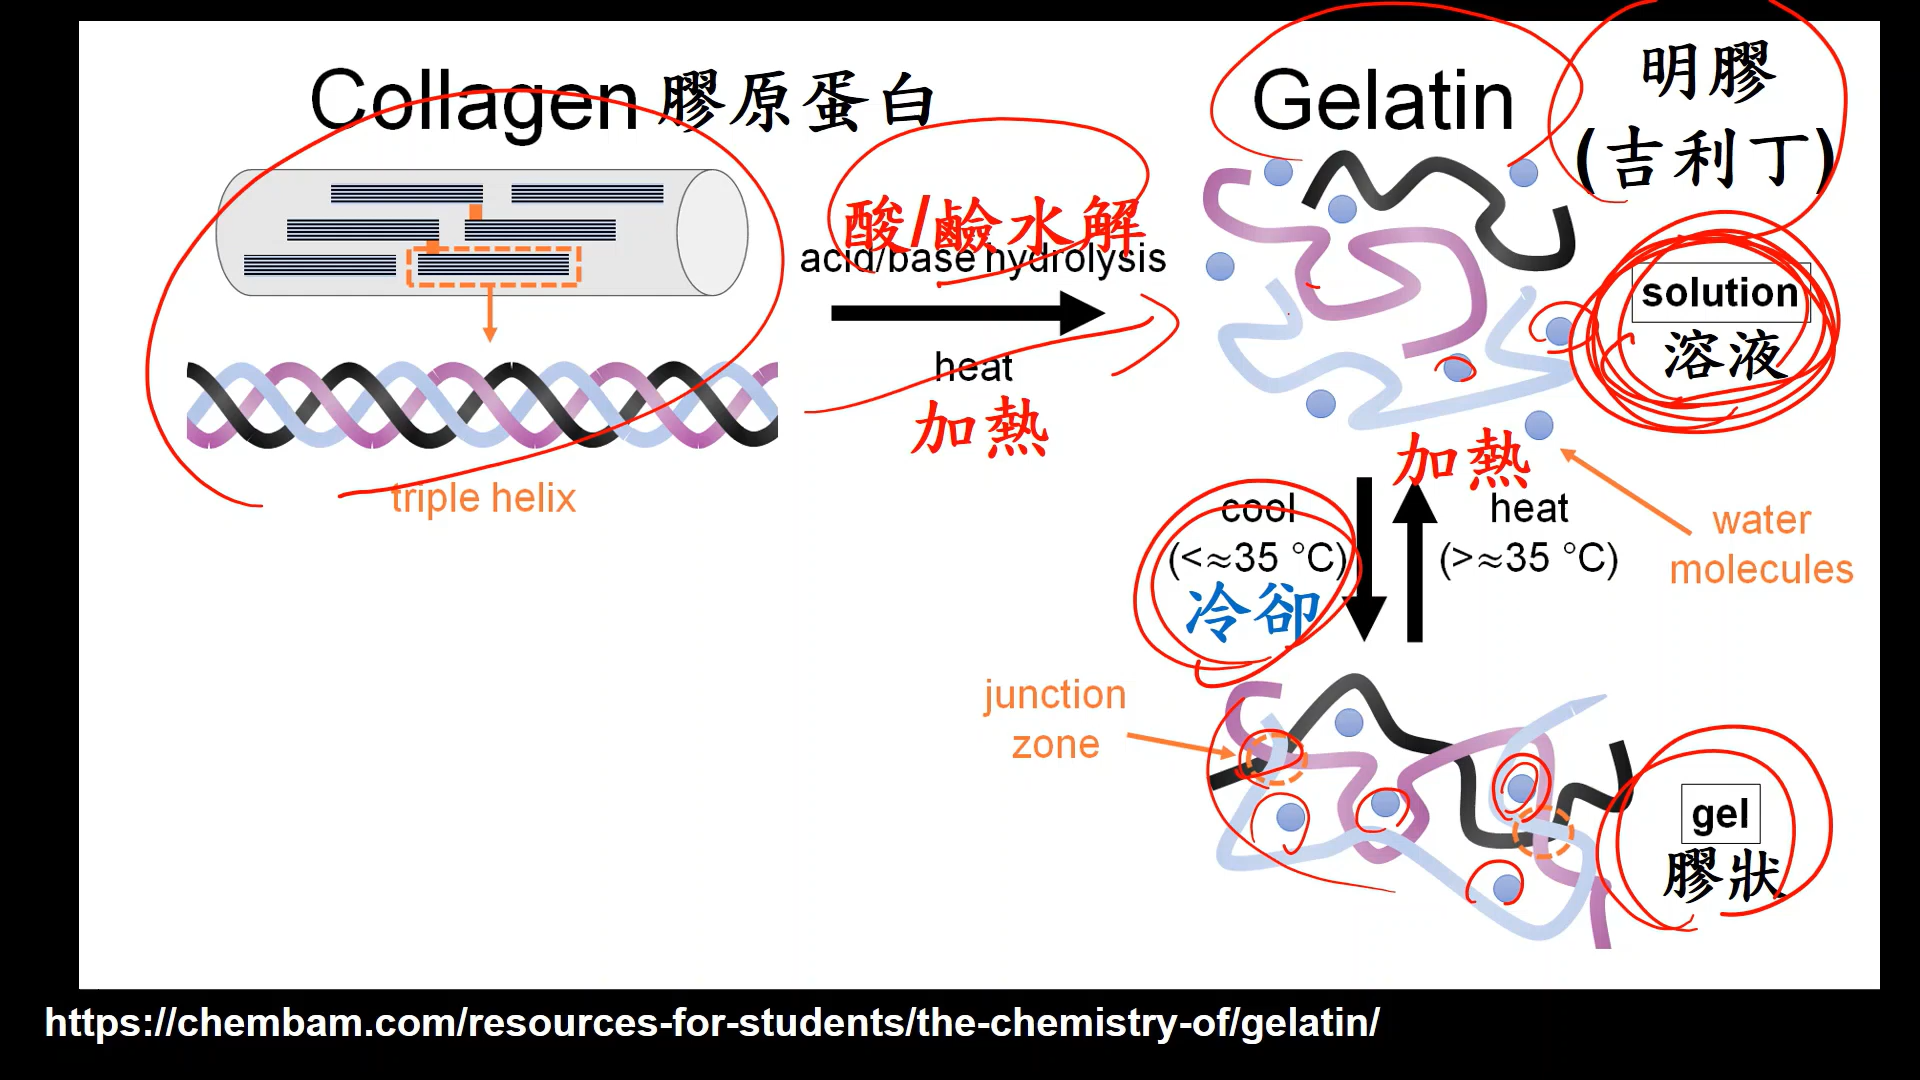 Collagen 膠原蛋白
triple helix
酸/鹼水解
acid/base hydrolysis
heat
加熱
Gelatin
明膠
(吉利丁)
solution
溶液
water
molecules
cool
(<≈35 °C)
冷卻
加熱
heat
(>≈35 °C)
junction
zone
gel
膠狀
https://chembam.com/resources-for-students/the-chemistry-of/gelatin/